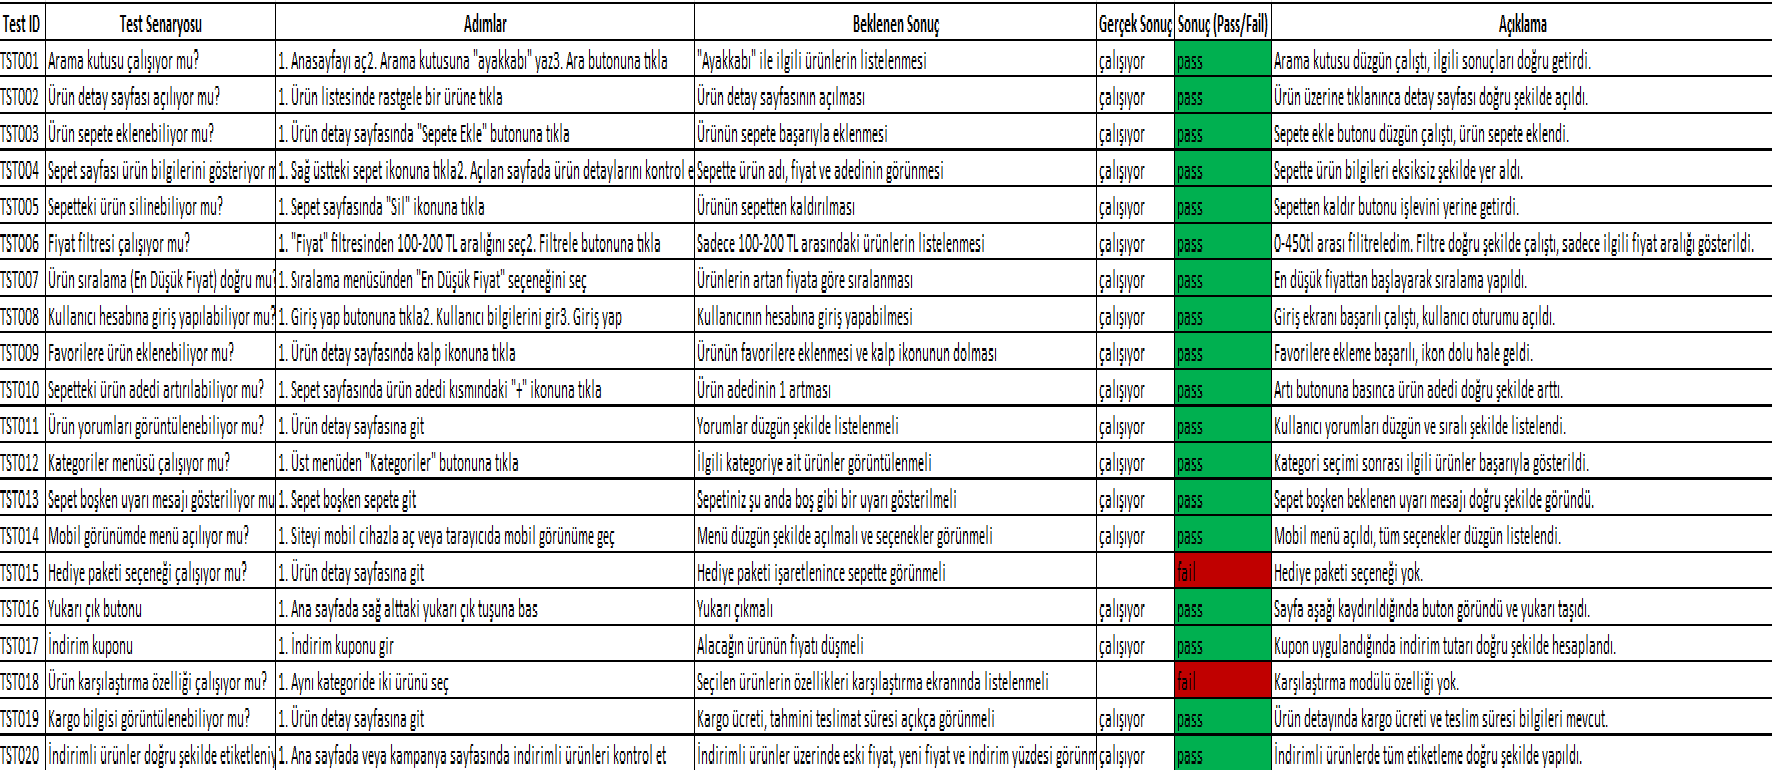 Test ID Test Senaryosu Adımlar Beklenen Sonuç Gerçek Sonuç Sonuç (Pass/Fail) Açıklama
TST001 Arama kutusu çalışıyor mu? 1. Anasayfayı aç2. Arama kutusuna "ayakkabı" yaz3. Ara butonuna tıkla "Ayakkabı" ile ilgili ürünlerin listelenmesi çalışıyor pass Arama kutusu düzgün çalıştı, ilgili sonuçları doğru getirdi.
TST002 Ürün detay sayfası açılıyor mu? 1. Ürün listesinde rastgele bir ürüne tıkla Ürün detay sayfasının açılması çalışıyor pass Ürün üzerine tıklanınca detay sayfası doğru şekilde açıldı.
TST003 Ürün sepete eklenebiliyor mu? 1. Ürün detay sayfasında "Sepete Ekle" butonuna tıkla Ürünün sepete başarıyla eklenmesi çalışıyor pass Sepete ekle butonu düzgün çalıştı, ürün sepete eklendi.
TST004 Sepet sayfası ürün bilgilerini gösteriyor m 1. Sağ üstteki sepet ikonuna tıkla2. Açılan sayfada ürün detaylarını kontrol e Sepette ürün adı, fiyat ve adedinin görünmesi çalışıyor pass Sepette ürün bilgileri eksiksiz şekilde yer aldı.
TST005 Sepetteki ürün silinebiliyor mu? 1. Sepet sayfasında "Sil" ikonuna tıkla Ürünün sepetten kaldırılması çalışıyor pass Sepetten kaldır butonu işlevini yerine getirdi.
TST006 Fiyat filtresi çalışıyor mu? 1. "Fiyat" filtresinden 100-200 TL aralığını seç2. Filtrele butonuna tıkla Sadece 100-200 TL arasındaki ürünlerin listelenmesi çalışıyor pass 0-450tl arası filitreledim. Filtre doğru şekilde çalıştı, sadece ilgili fiyat aralığı gösterildi.
TST007 Ürün sıralama (En Düşük Fiyat) doğru mu? 1. Sıralama menüsünden "En Düşük Fiyat" seçeneğini seç Ürünlerin artan fiyata göre sıralanması çalışıyor pass En düşük fiyattan başlayarak sıralama yapıldı.
TST008 Kullanıcı hesabına giriş yapılabiliyor mu? 1. Giriş yap butonuna tıkla2. Kullanıcı bilgilerini gir3. Giriş yap Kullanıcının hesabına giriş yapabilmesi çalışıyor pass Giriş ekranı başarılı çalıştı, kullanıcı oturumu açıldı.
TST009 Favorilere ürün eklenebiliyor mu? 1. Ürün detay sayfasında kalp ikonuna tıkla Ürünün favorilere eklenmesi ve kalp ikonunun dolması çalışıyor pass Favorilere ekleme başarılı, ikon dolu hale geldi.
TST010 Sepetteki ürün adedi artırılabiliyor mu? 1. Sepet sayfasında ürün adedi kısmındaki "+" ikonuna tıkla Ürün adedinin 1 artması çalışıyor pass Artı butonuna basınca ürün adedi doğru şekilde arttı.
TST011 Ürün yorumları görüntülenebiliyor mu? 1. Ürün detay sayfasına git Yorumlar düzgün şekilde listelenmeli çalışıyor pass Kullanıcı yorumları düzgün ve sıralı şekilde listelendi.
TST012 Kategoriler menüsü çalışıyor mu? 1. Üst menüden "Kategoriler" butonuna tıkla İlgili kategoriye ait ürünler görüntülenmeli çalışıyor pass Kategori seçimi sonrası ilgili ürünler başarıyla gösterildi.
TST013 Sepet boşken uyarı mesajı gösteriliyor mu 1. Sepet boşken sepete git Sepetiniz şu anda boş gibi bir uyarı gösterilmeli çalışıyor pass Sepet boşken beklenen uyarı mesajı doğru şekilde göründü.
TST014 Mobil görünümde menü açılıyor mu? 1. Siteyi mobil cihazla aç veya tarayıcıda mobil görünüme geç Menü düzgün şekilde açılmalı ve seçenekler görünmeli çalışıyor pass Mobil menü açıldı, tüm seçenekler düzgün listelendi.
TST015 Hediye paketi seçeneği çalışıyor mu? 1. Ürün detay sayfasına git Hediye paketi işaretlenince sepette görünmeli fail Hediye paketi seçeneği yok.
TST016 Yukarı çık butonu 1. Ana sayfada sağ alttaki yukarı çık tuşuna bas Yukarı çıkmalı çalışıyor pass Sayfa aşağı kaydırıldığında buton göründü ve yukarı taşıdı.
TST017 İndirim kuponu 1. İndirim kuponu gir Alacağın ürünün fiyatı düşmeli çalışıyor pass Kupon uygulandığında indirim tutarı doğru şekilde hesaplandı.
TST018 Ürün karşılaştırma özelliği çalışıyor mu? 1. Aynı kategoride iki ürünü seç Seçilen ürünlerin özellikleri karşılaştırma ekranında listelenmeli fail Karşılaştırma modülü özelliği yok.
TST019 Kargo bilgisi görüntülenebiliyor mu? 1. Ürün detay sayfasına git Kargo ücreti, tahmini teslimat süresi açıkça görünmeli çalışıyor pass Ürün detayında kargo ücreti ve teslim süresi bilgileri mevcut.
TST020 İndirimli ürünler doğru şekilde etiketleniy 1. Ana sayfada veya kampanya sayfasında indirimli ürünleri kontrol et İndirimli ürünler üzerinde eski fiyat, yeni fiyat ve indirim yüzdesi görünm çalışıyor pass İndirimli ürünlerde tüm etiketleme doğru şekilde yapıldı.